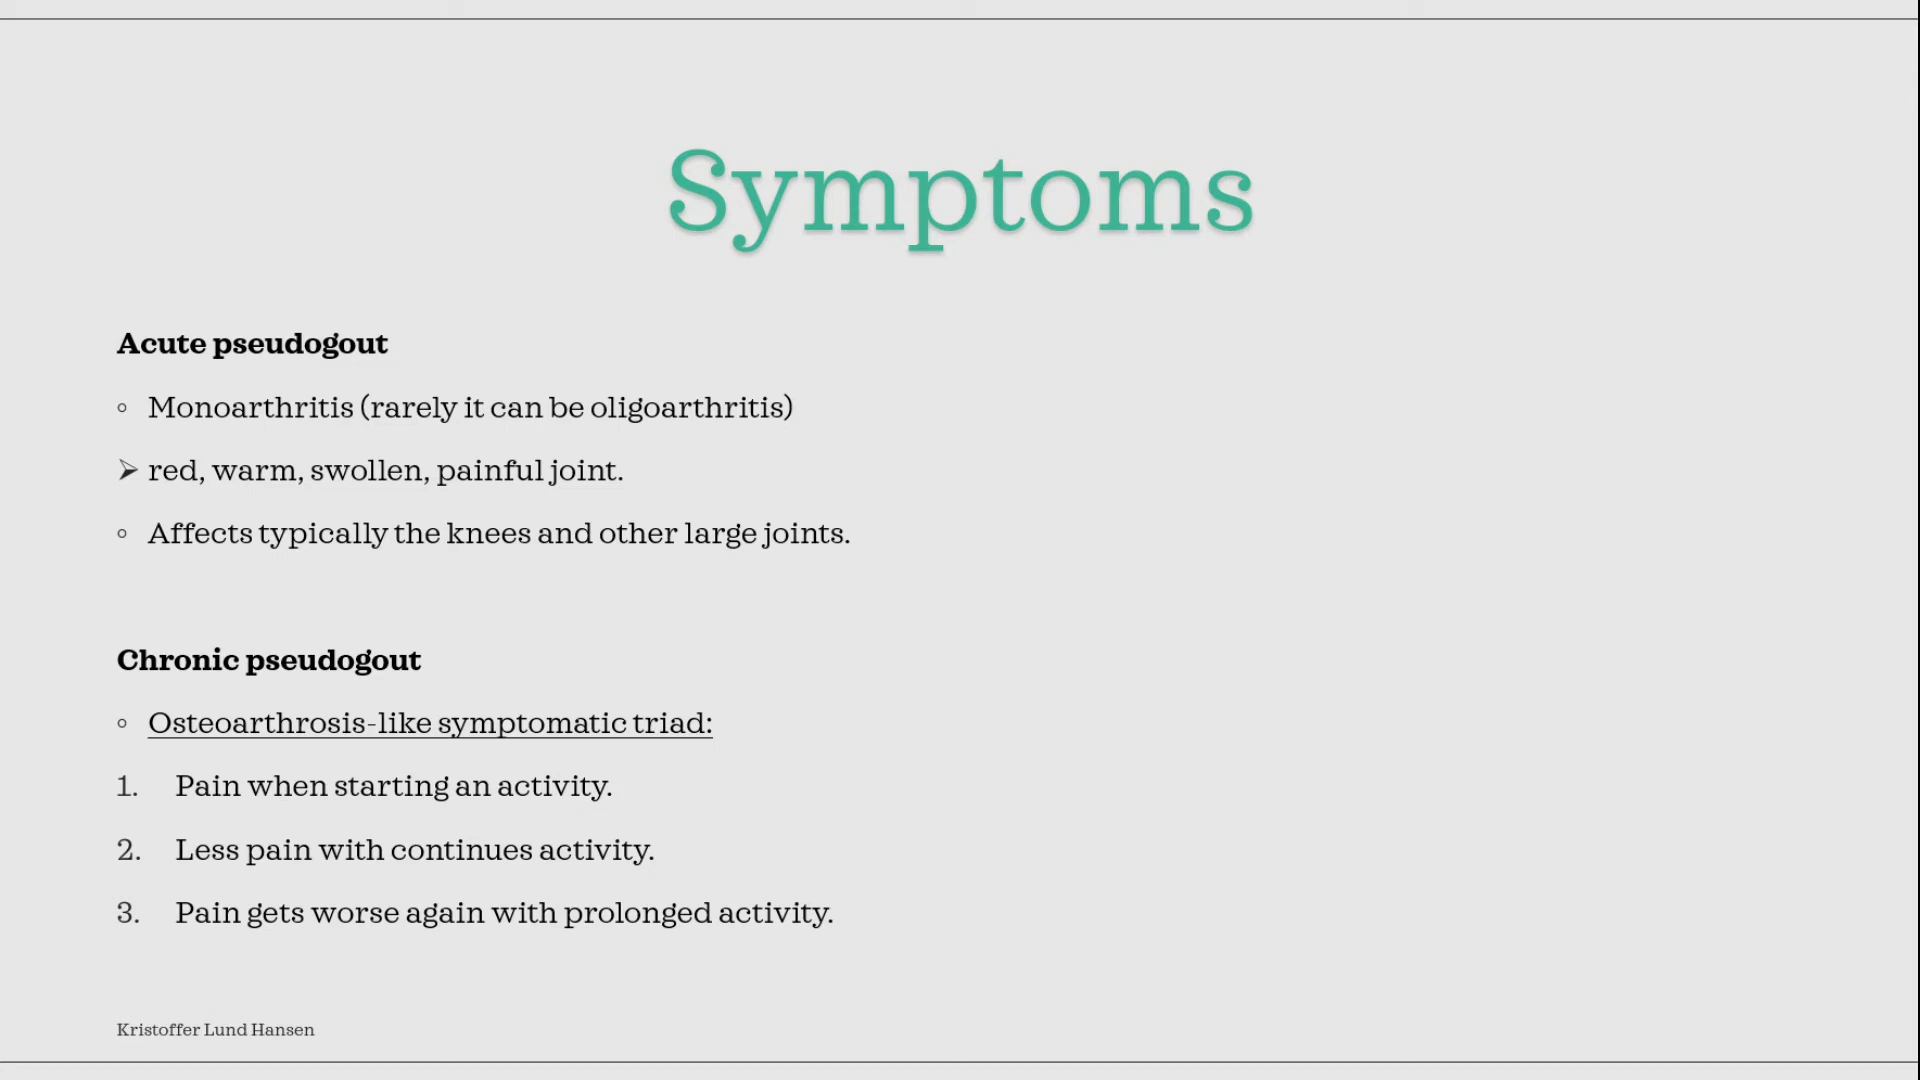 Symptoms
Acute pseudogout
◦ Monoarthritis (rarely it can be oligoarthritis)
➢ red, warm, swollen, painful joint.
◦ Affects typically the knees and other large joints.
Chronic pseudogout
◦ Osteoarthrosis-like symptomatic triad:
1. Pain when starting an activity.
2. Less pain with continues activity.
3. Pain gets worse again with prolonged activity.
Kristoffer Lund Hansen